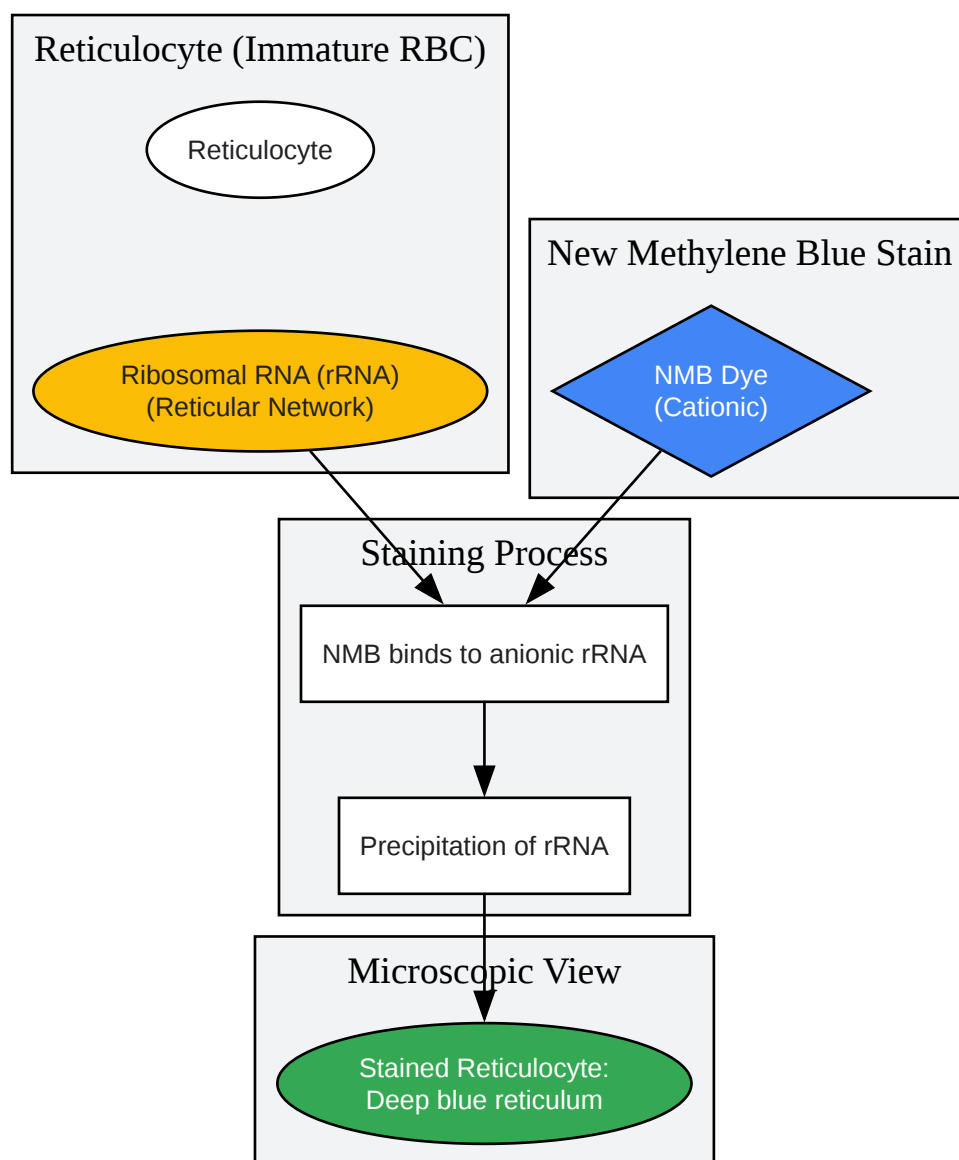 Reticulocyte (Immature RBC)
Reticulocyte
Ribosomal RNA (rRNA)
(Reticular Network)
New Methylene Blue Stain
NMB Dye
(Cationic)
Staining Process
NMB binds to anionic rRNA
Precipitation of rRNA
Microscopic View
Stained Reticulocyte:
Deep blue reticulum